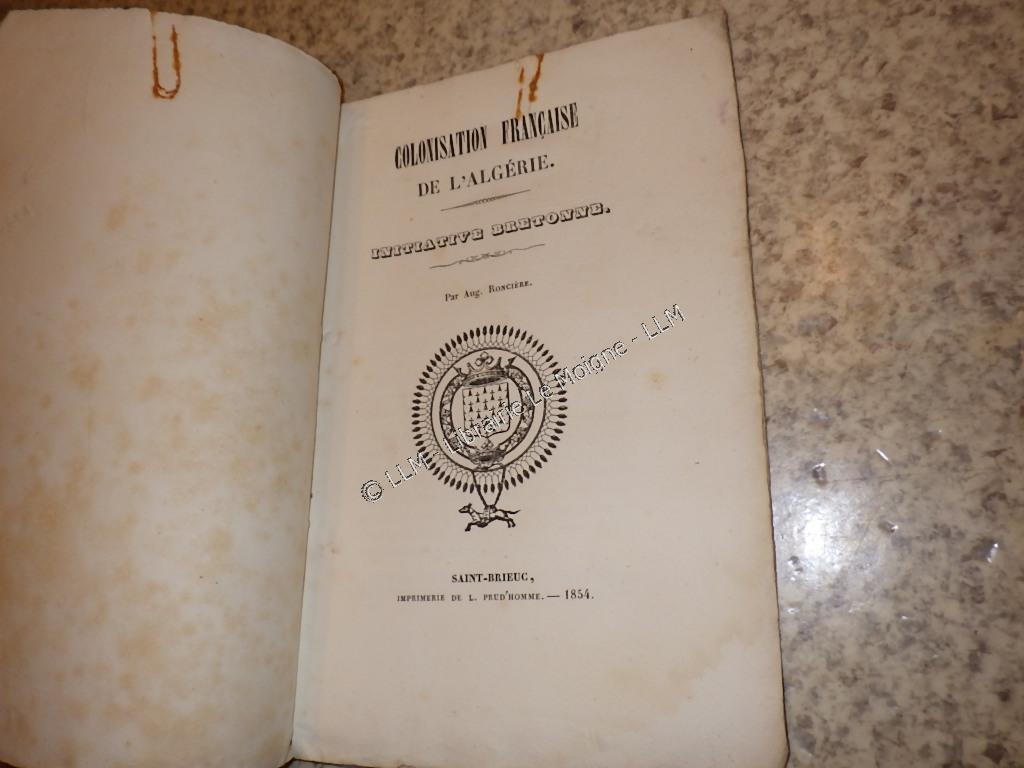 COLONISATION FRANÇAISE
DE L'ALGÉRIE.
INITIATIVE BRETONNE.
Par Aug. RONCIÈRE.
© LLM - Librairie Le Moigne - LLM
SAINT-BRIEUC,
IMPRIMERIE DE L. PRUD'HOMME. — 1854.